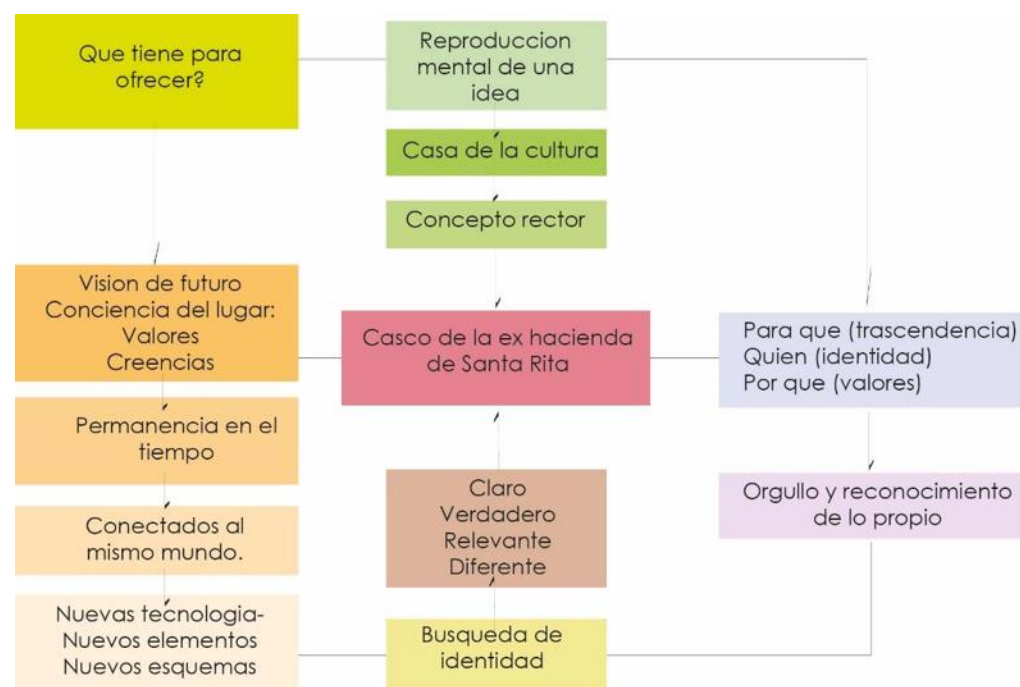 Que tiene para
ofrecer?
Reproduccion
mental de una
idea
Casa de la cultura
Concepto rector
Vision de futuro
Conciencia del lugar:
Valores
Creencias
Casco de la ex hacienda
de Santa Rita
Para que (trascendencia)
Quien (identidad)
Por que (valores)
Permanencia en el
tiempo
Claro
Verdadero
Relevante
Diferente
Orgullo y reconocimiento
de lo propio
Conectados al
mismo mundo.
Nuevas tecnologia-
Nuevos elementos
Nuevos esquemas
Busqueda de
identidad